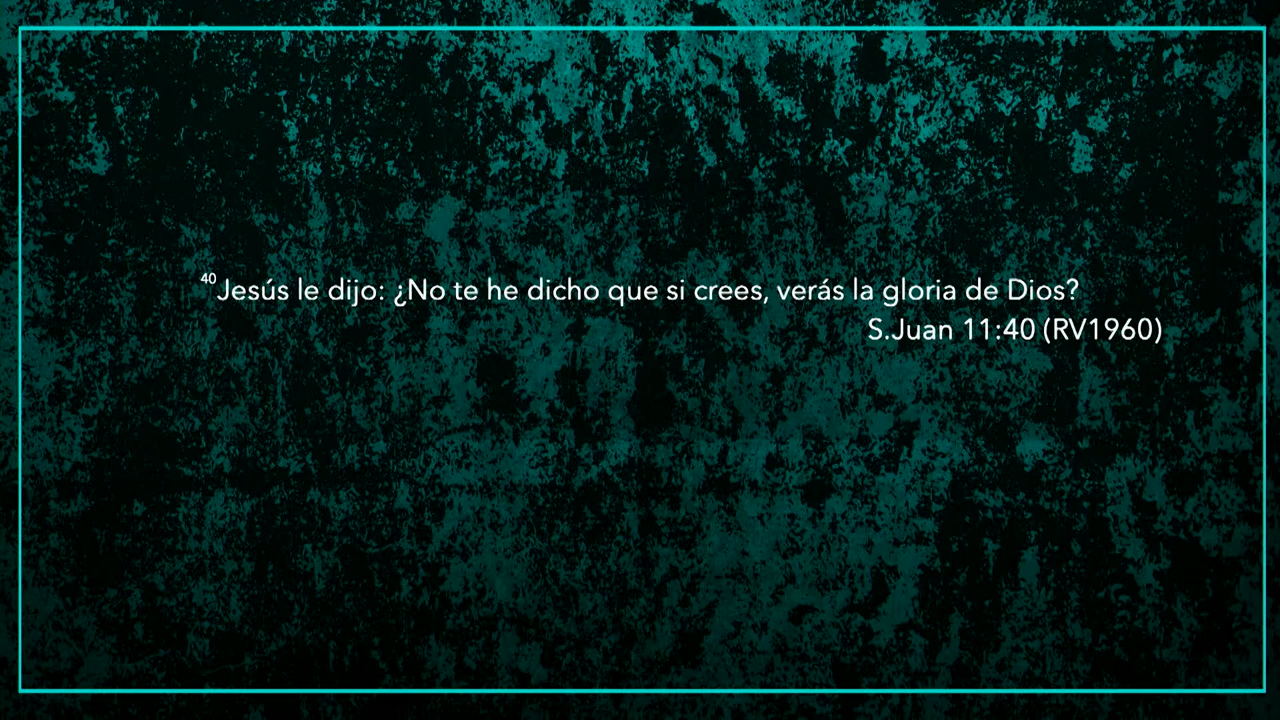 40Jesús le dijo: ¿No te he dicho que si crees, verás la gloria de Dios?
S.Juan 11:40 (RV1960)